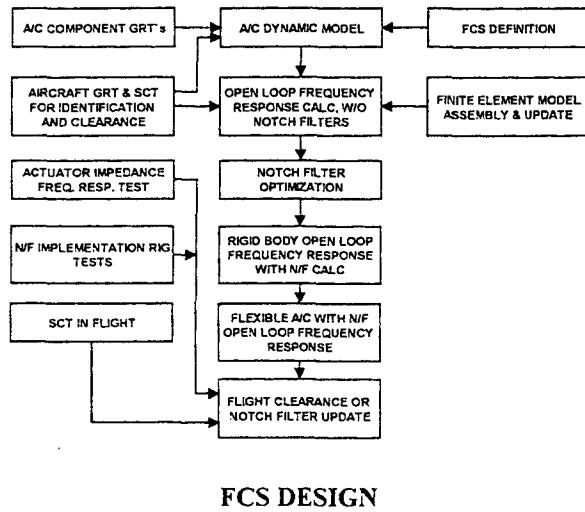 A/C COMPONENT GRT's
A/C DYNAMIC MODEL
FCS DEFINITION
AIRCRAFT GRT & SCT
FOR IDENTIFICATION
AND CLEARANCE
OPEN LOOP FREQUENCY
RESPONSE CALC, W/O
NOTCH FILTERS
FINITE ELEMENT MODEL
ASSEMBLY & UPDATE
ACTUATOR IMPEDANCE
FREQ. RESP. TEST
NOTCH FILTER
OPTIMIZATION
N/F IMPLEMENTATION RIG
TESTS
RIGID BODY OPEN LOOP
FREQUENCY RESPONSE
WITH N/F CALC
SCT IN FLIGHT
FLEXIBLE A/C WITH N/F
OPEN LOOP FREQUENCY
RESPONSE
FLIGHT CLEARANCE OR
NOTCH FILTER UPDATE
FCS DESIGN